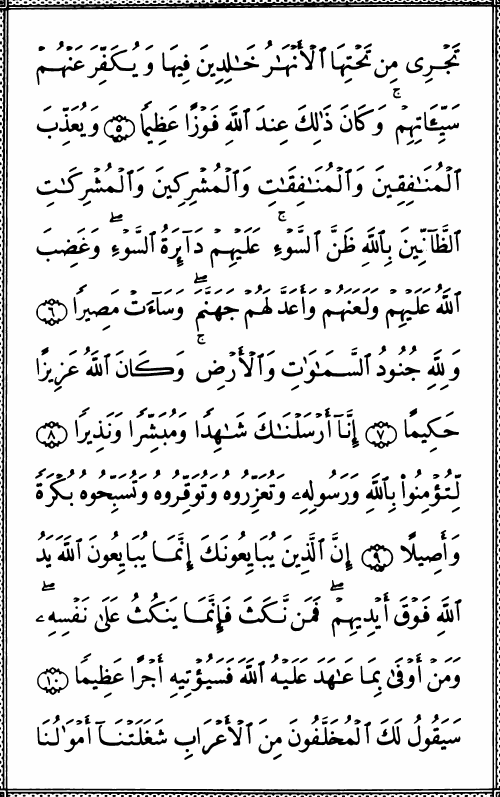 تَجۡرِى مِن تَحۡتِهَا ٱلۡأَنۡهَٰرُ خَٰلِدِينَ فِيهَا وَيُكَفِّرَ عَنۡهُمۡ
سَيِّـَٔاتِهِمۡۚ وَكَانَ ذَٰلِكَ عِندَ ٱللَّهِ فَوۡزًا عَظِيمٗا ٥ وَيُعَذِّبَ
ٱلۡمُنَٰفِقِينَ وَٱلۡمُنَٰفِقَٰتِ وَٱلۡمُشۡرِكِينَ وَٱلۡمُشۡرِكَٰتِ
ٱلظَّآنِّينَ بِٱللَّهِ ظَنَّ ٱلسَّوۡءِۚ عَلَيۡهِمۡ دَآئِرَةُ ٱلسَّوۡءِۖ وَغَضِبَ
ٱللَّهُ عَلَيۡهِمۡ وَلَعَنَهُمۡ وَأَعَدَّ لَهُمۡ جَهَنَّمَۖ وَسَآءَتۡ مَصِيرٗا ٦
وَلِلَّهِ جُنُودُ ٱلسَّمَٰوَٰتِ وَٱلۡأَرۡضِۚ وَكَانَ ٱللَّهُ عَزِيزًا
حَكِيمًا ٧ إِنَّآ أَرۡسَلۡنَٰكَ شَٰهِدٗا وَمُبَشِّرٗا وَنَذِيرٗا ٨
لِّتُؤۡمِنُواْ بِٱللَّهِ وَرَسُولِهِۦ وَتُعَزِّرُوهُ وَتُوَقِّرُوهُ وَتُسَبِّحُوهُ بُكۡرَةٗ
وَأَصِيلًا ٩ إِنَّ ٱلَّذِينَ يُبَايِعُونَكَ إِنَّمَا يُبَايِعُونَ ٱللَّهَ يَدُ
ٱللَّهِ فَوۡقَ أَيۡدِيهِمۡۖ فَمَن نَّكَثَ فَإِنَّمَا يَنكُثُ عَلَىٰ نَفۡسِهِۦۖ
وَمَنۡ أَوۡفَىٰ بِمَا عَٰهَدَ عَلَيۡهُ ٱللَّهَ فَسَيُؤۡتِيهِ أَجۡرًا عَظِيمٗا ١٠
سَيَقُولُ لَكَ ٱلۡمُخَلَّفُونَ مِنَ ٱلۡأَعۡرَابِ شَغَلَتۡنَآ أَمۡوَٰلُنَا